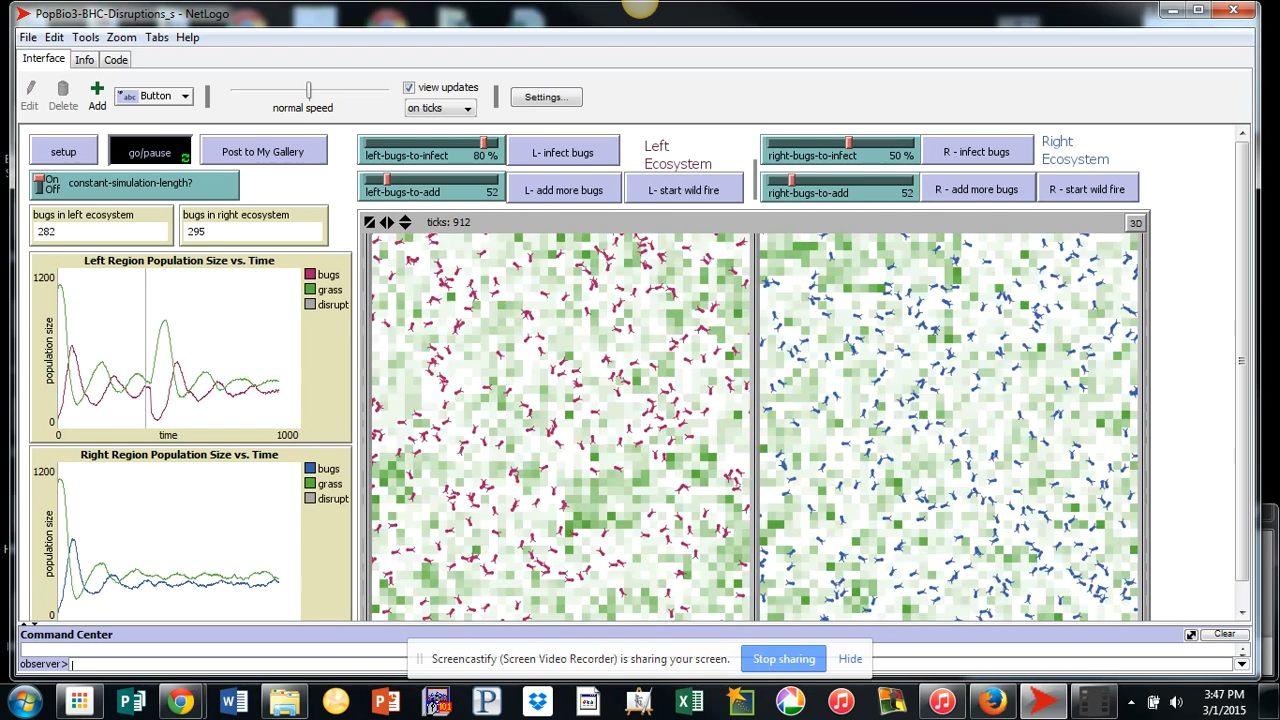 PopBio3-BHC-Disruptions_s - NetLogo
File Edit Tools Zoom Tabs Help
Interface Info Code
Edit Delete Add abc Button normal speed view updates on ticks Settings...
setup go/pause Post to My Gallery
left-bugs-to-infect 80 % L- infect bugs
Left
Ecosystem
right-bugs-to-infect 50 % R - infect bugs
Right
Ecosystem
On
Off
constant-simulation-length?
left-bugs-to-add 52 L- add more bugs L- start wild fire
right-bugs-to-add 52 R - add more bugs R - start wild fire
bugs in left ecosystem
282
bugs in right ecosystem
295
ticks: 912 3D
Left Region Population Size vs. Time
1200
population size
0
0 time 1000
bugs
grass
disrupt
Right Region Population Size vs. Time
1200
population size
0
bugs
grass
disrupt
Command Center Clear
observer>
Screencastify (Screen Video Recorder) is sharing your screen. Stop sharing Hide
101
3:47 PM
3/1/2015